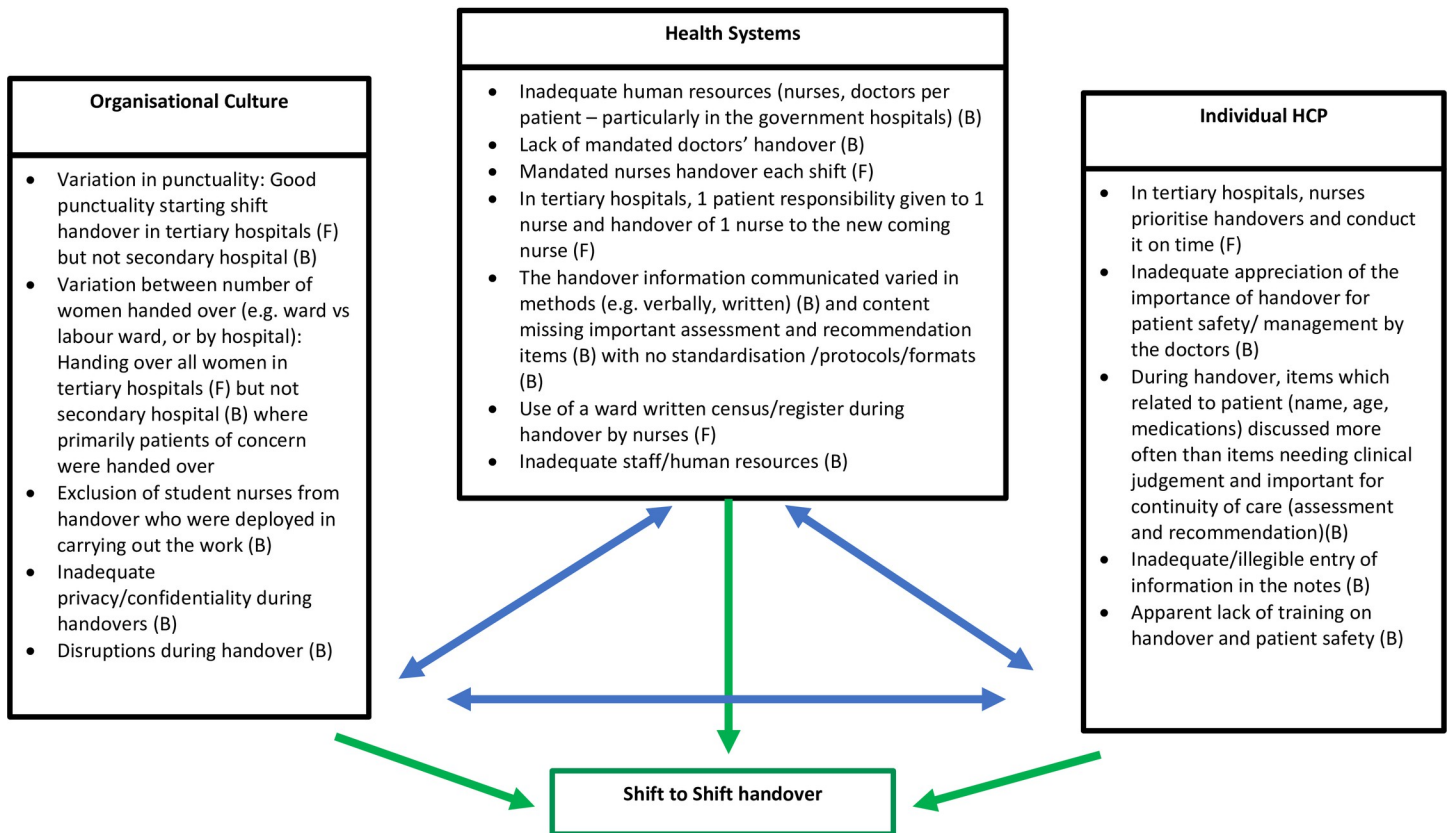 Organisational Culture
• Variation in punctuality: Good
punctuality starting shift
handover in tertiary hospitals (F)
but not secondary hospital (B)
• Variation between number of
women handed over (e.g. ward vs
labour ward, or by hospital):
Handing over all women in
tertiary hospitals (F) but not
secondary hospital (B) where
primarily patients of concern
were handed over
• Exclusion of student nurses from
handover who were deployed in
carrying out the work (B)
• Inadequate
privacy/confidentiality during
handovers (B)
• Disruptions during handover (B)
Health Systems
• Inadequate human resources (nurses, doctors per
patient – particularly in the government hospitals) (B)
• Lack of mandated doctors’ handover (B)
• Mandated nurses handover each shift (F)
• In tertiary hospitals, 1 patient responsibility given to 1
nurse and handover of 1 nurse to the new coming
nurse (F)
• The handover information communicated varied in
methods (e.g. verbally, written) (B) and content
missing important assessment and recommendation
items (B) with no standardisation /protocols/formats
(B)
• Use of a ward written census/register during
handover by nurses (F)
• Inadequate staff/human resources (B)
Individual HCP
• In tertiary hospitals, nurses
prioritise handovers and conduct
it on time (F)
• Inadequate appreciation of the
importance of handover for
patient safety/ management by
the doctors (B)
• During handover, items which
related to patient (name, age,
medications) discussed more
often than items needing clinical
judgement and important for
continuity of care (assessment
and recommendation)(B)
• Inadequate/illegible entry of
information in the notes (B)
• Apparent lack of training on
handover and patient safety (B)
Shift to Shift handover